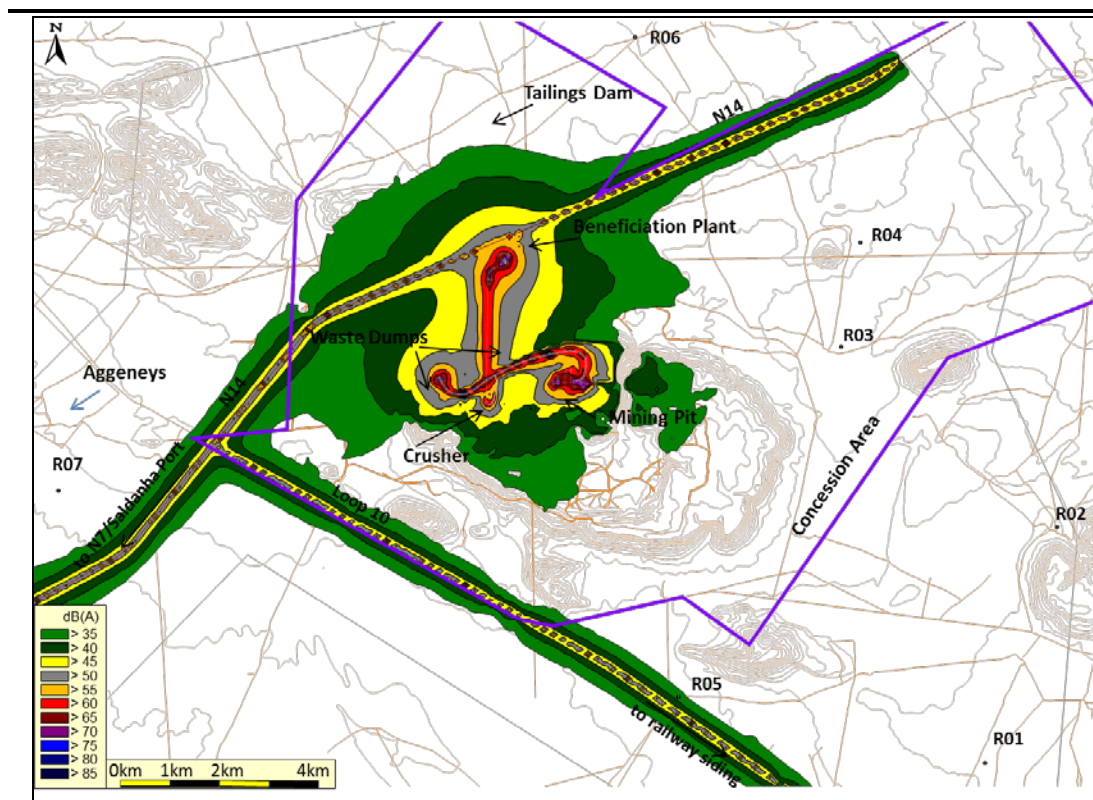 N
R06
Tailings Dam
N14
Beneficiation Plant
R04
Waste Dumps
R03
Aggeneys
N14
Mining Pit
Crusher
Concession Area
R07
to N7/Saldanha Port
Loop 10
R02
R05
to railway siding
R01
dB(A)
> 35
> 40
> 45
> 50
> 55
> 60
> 65
> 70
> 75
> 80
> 85
0km 1km 2km 4km